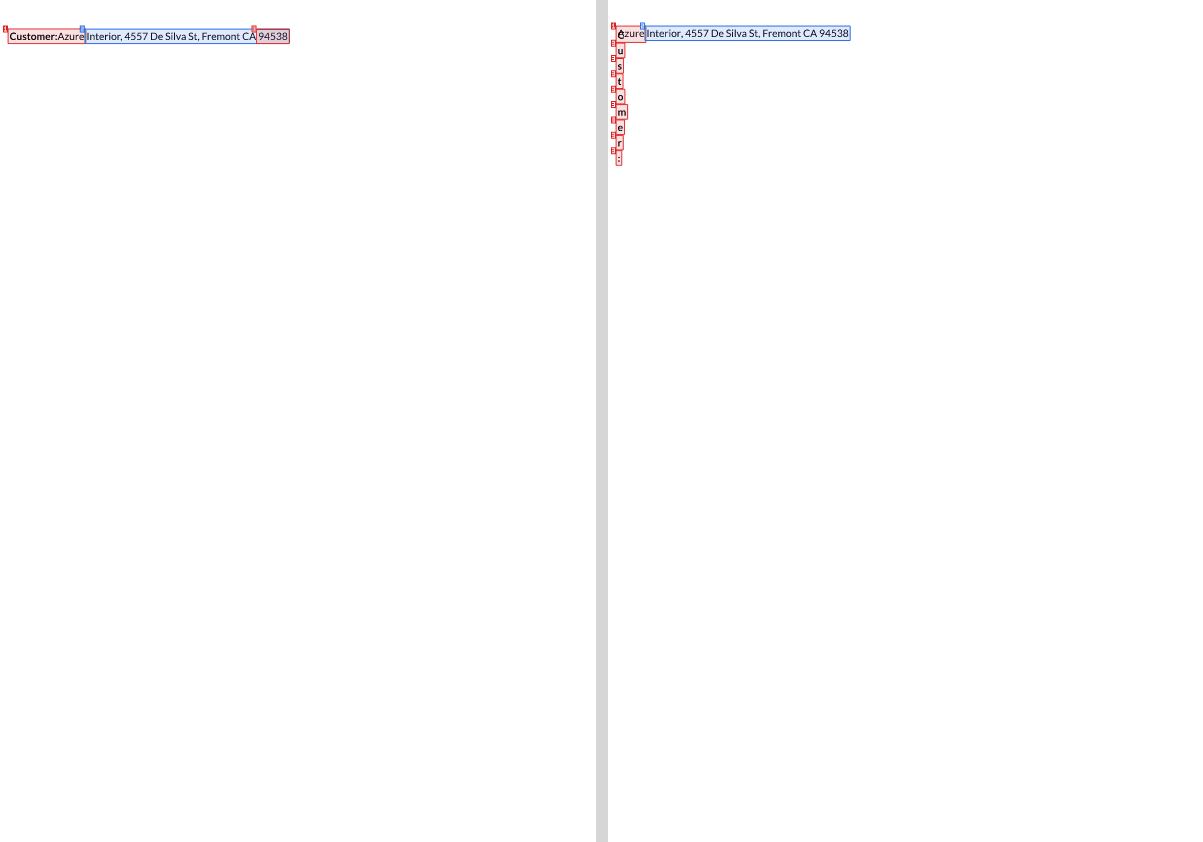 Customer:Azure Interior, 4557 De Silva St, Fremont CA 94538
Azure Interior, 4557 De Silva St, Fremont CA 94538
C
u
s
t
o
m
e
r
: